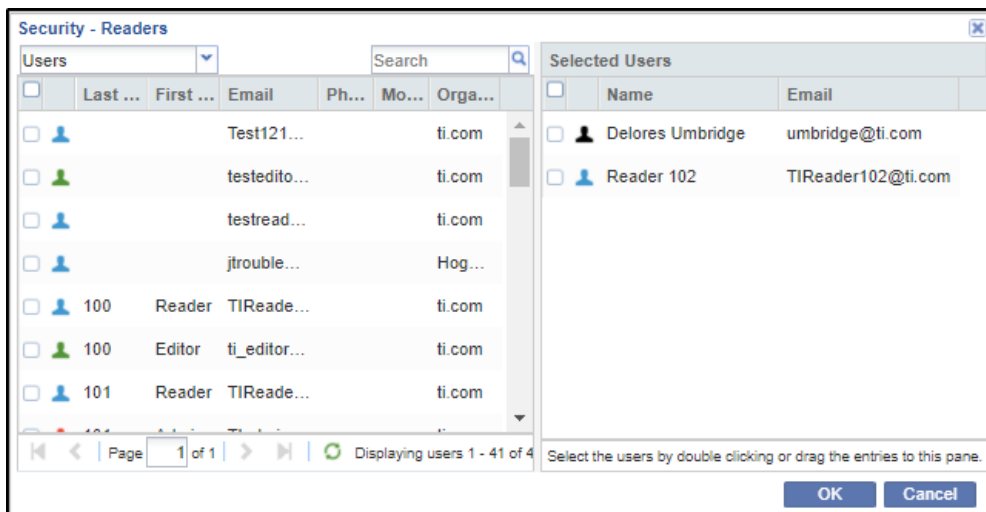 Security - Readers
Users
Search
Last ... First ... Email Ph... Mo... Orga...
Test121... ti.com
testedito... ti.com
testread... ti.com
jtrouble... Hog...
100 Reader TIReade... ti.com
100 Editor ti_editor... ti.com
101 Reader TIReade... ti.com
Page 1 of 1 Displaying users 1 - 41 of 4
Selected Users
Name Email
Delores Umbridge umbridge@ti.com
Reader 102 TIReader102@ti.com
Select the users by double clicking or drag the entries to this pane.
OK Cancel